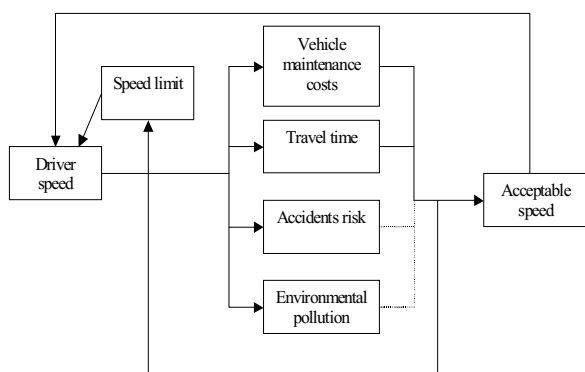 Vehicle
maintenance
costs
Speed limit
Travel time
Driver
speed
Acceptable
speed
Accidents risk
Environmental
pollution